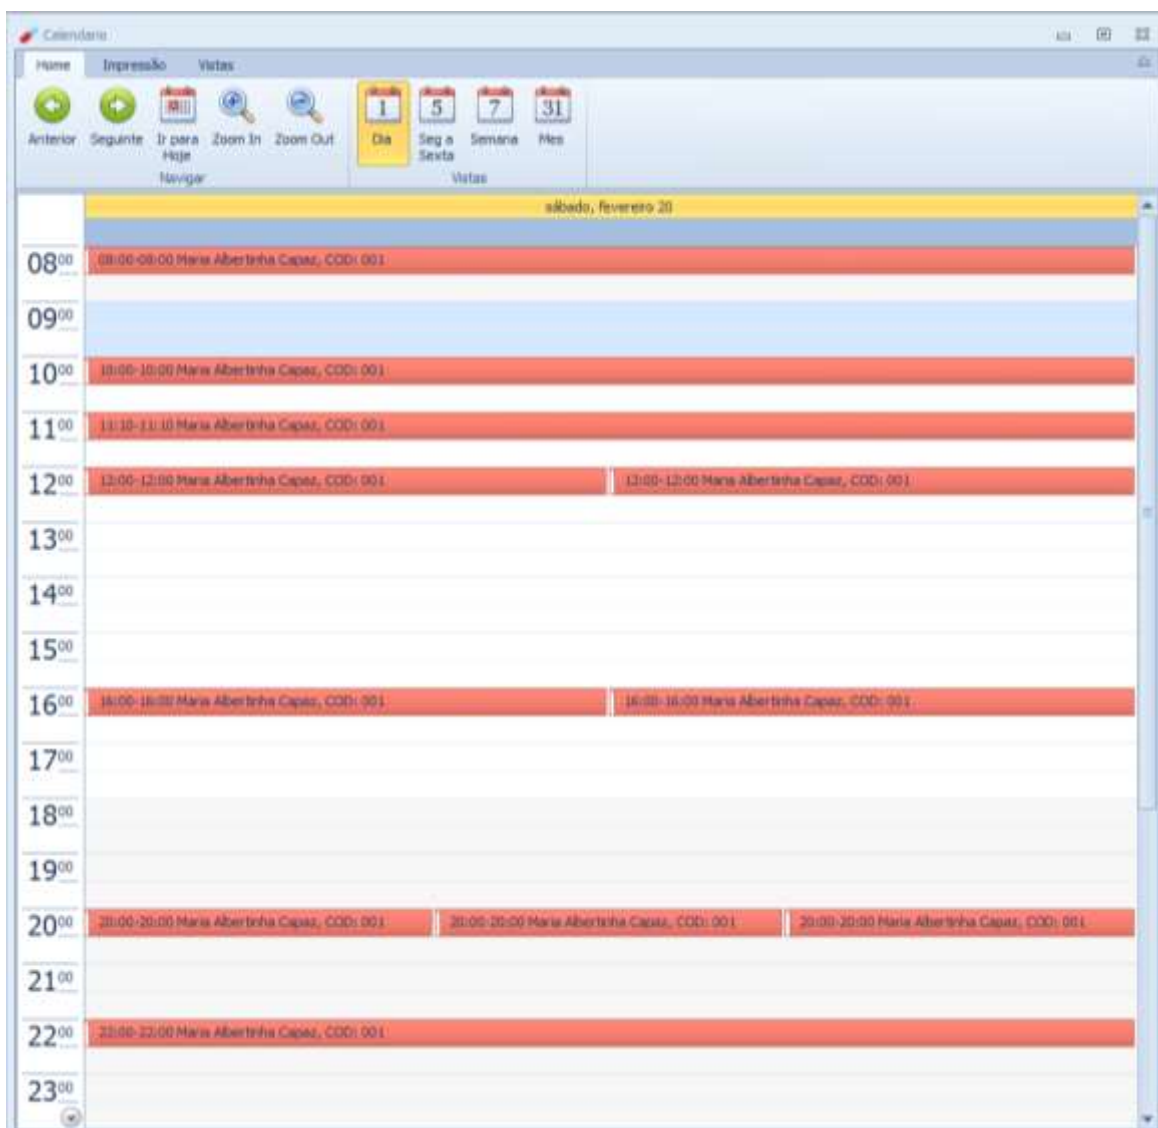 Calendario
Home Impressão Vistas
Anterior Seguinte Ir para Hoje Zoom In Zoom Out Dia Seg a Sexta Semana Mes
1 5 7 31
Navigar Vistas
sábado, fevereiro 20
08 00 08:00-08:00 Maria Albertinha Capaz, COD: 001
09 00
10 00 10:00-10:00 Maria Albertinha Capaz, COD: 001
11 00 11:10-11:10 Maria Albertinha Capaz, COD: 001
12 00 12:00-12:00 Maria Albertinha Capaz, COD: 001 12:00-12:00 Maria Albertinha Capaz, COD: 001
13 00
14 00
15 00
16 00 16:00-16:00 Maria Albertinha Capaz, COD: 001 16:00-16:00 Maria Albertinha Capaz, COD: 001
17 00
18 00
19 00
20 00 20:00-20:00 Maria Albertinha Capaz, COD: 001 20:00-20:00 Maria Albertinha Capaz, COD: 001 20:00-20:00 Maria Albertinha Capaz, COD: 001
21 00
22 00 22:00-22:00 Maria Albertinha Capaz, COD: 001
23 00